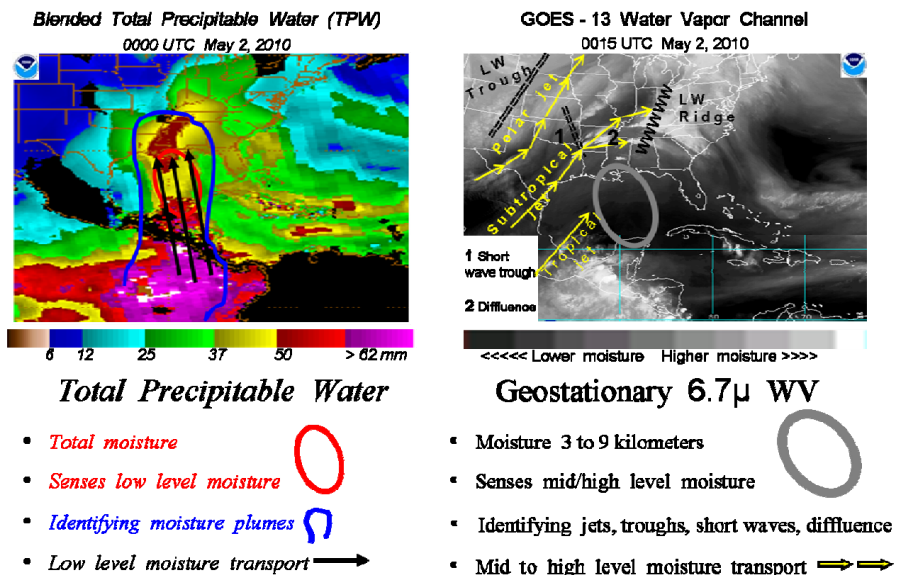 Blended Total Precipitable Water (TPW)
0000 UTC May 2, 2010
6 12 25 37 50 > 62 mm
Total Precipitable Water
• Total moisture
• Senses low level moisture
• Identifying moisture plumes
• Low level moisture transport
GOES - 13 Water Vapor Channel
0015 UTC May 2, 2010
LW
Trough
Polar jet
LW
Ridge
WWWWW
1
2
Subtropical
jet
Tropical
jet
1 Short
wave trough
2 Diffluence
<<<<< Lower moisture Higher moisture >>>>
Geostationary 6.7µ WV
• Moisture 3 to 9 kilometers
• Senses mid/high level moisture
• Identifying jets, troughs, short waves, diffluence
• Mid to high level moisture transport